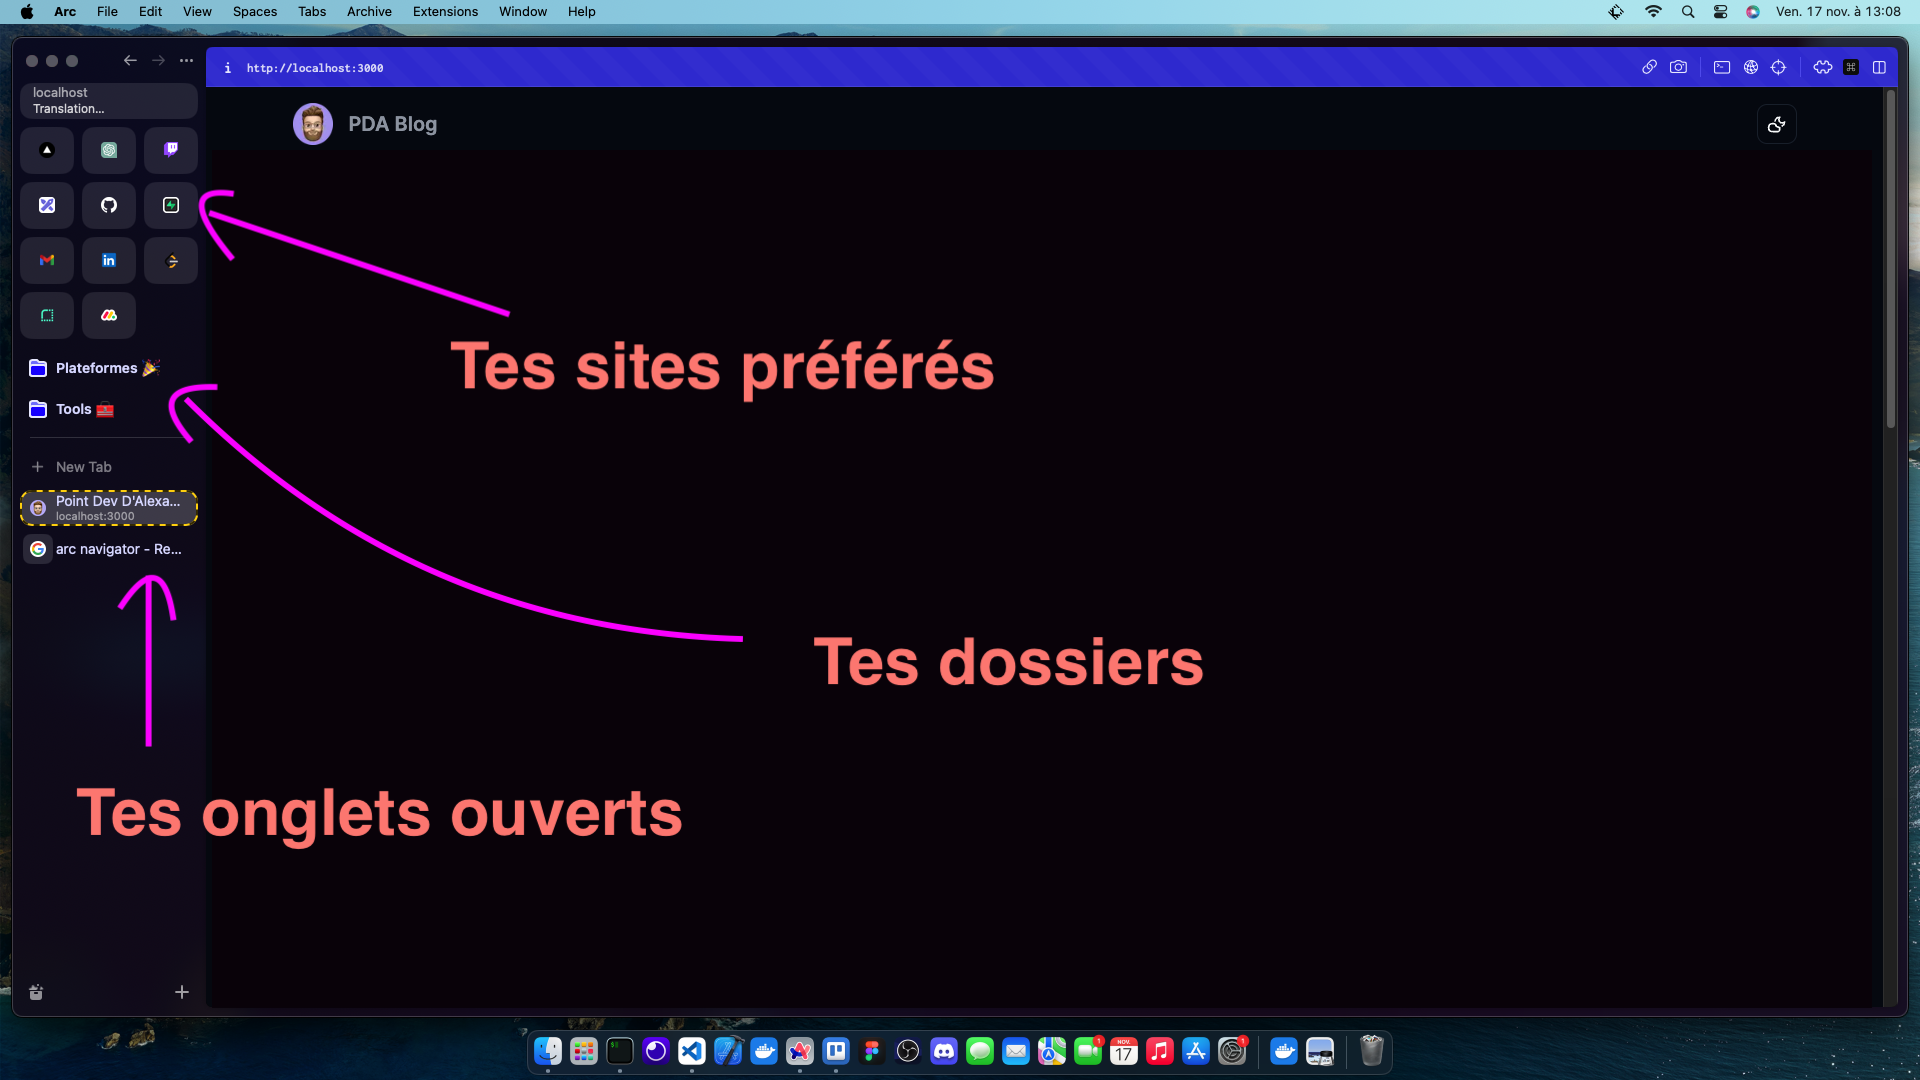 Arc File Edit View Spaces Tabs Archive Extensions Window Help
Ven. 17 nov. à 13:08
http://localhost:3000
localhost
Translation...
PDA Blog
Tes sites préférés
Plateformes
Tools
New Tab
Point Dev D'Alexa...
localhost:3000
arc navigator - Re...
Tes dossiers
Tes onglets ouverts
NOV.
17
1
1